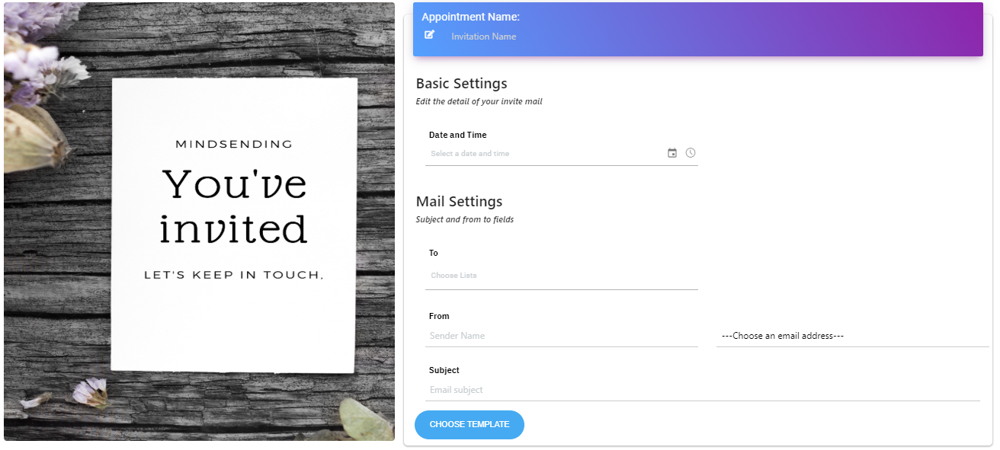 MINDSENDING
You've
invited
LET'S KEEP IN TOUCH.
Appointment Name:
Invitation Name
Basic Settings
Edit the detail of your invite mail
Date and Time
Select a date and time
Mail Settings
Subject and from to fields
To
Choose Lists
From
Sender Name
---Choose an email address---
Subject
Email subject
CHOOSE TEMPLATE